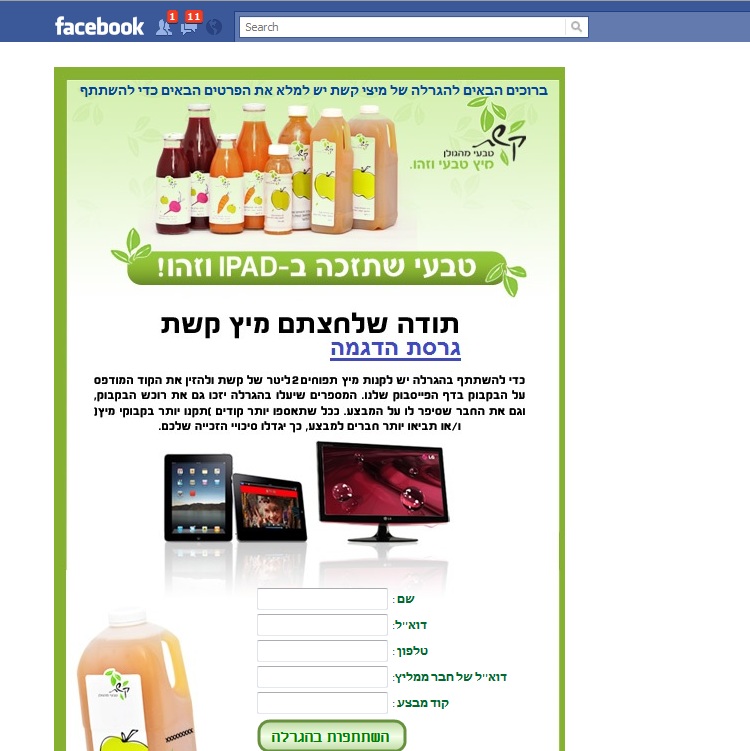 facebook
1
11
Search
ברוכים הבאים להגרלה של מיצי קשת יש למלא את הפרטים הבאים כדי להשתתף
קשת
טבעי מהגולן
מיץ טבעי וזהו.
טבעי שתזכה ב-IPAD וזהו!
תודה שלחצתם מיץ קשת
גרסת הדגמה
כדי להשתתף בהגרלה יש לקנות מיץ תפוחים 2 ליטר של קשת ולהזין את הקוד המודפס
על הבקבוק בדף הפייסבוק שלנו. המספרים שיעלו בהגרלה יזכו גם את רוכש הבקבוק,
וגם את החבר שסיפר לו על המבצע. ככל שתאספו יותר קודים )תקנו יותר בקבוקי מיץ(
ו/או תביאו יותר חברים למבצע, כך יגדלו סיכויי הזכייה שלכם.
LG
שם :
דוא"ל:
טלפון :
דוא"ל של חבר ממליץ:
קוד מבצע :
קשת
XXXXXXXXX
השתתפות בהגרלה